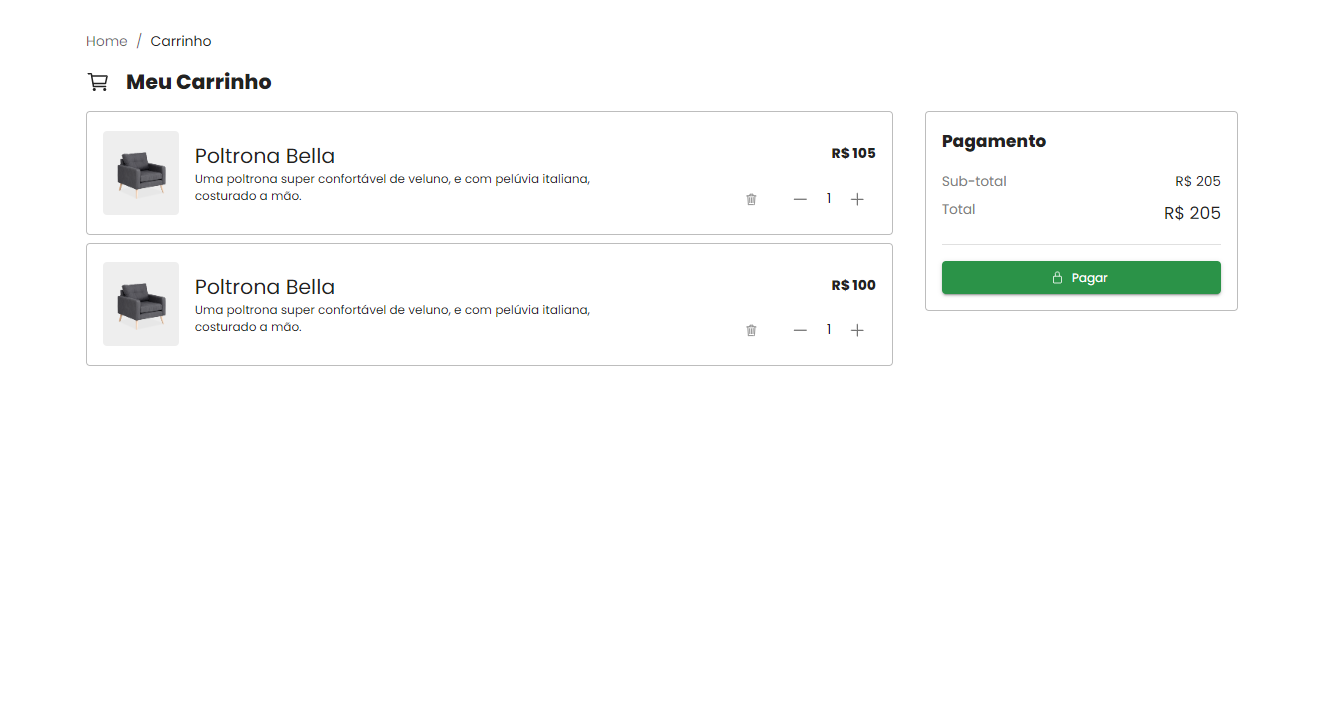 Home / Carrinho
Meu Carrinho
Poltrona Bella
Uma poltrona super confortável de veluno, e com pelúvia italiana,
costurado a mão.
R$ 105
1
Poltrona Bella
Uma poltrona super confortável de veluno, e com pelúvia italiana,
costurado a mão.
R$ 100
1
Pagamento
Sub-total R$ 205
Total R$ 205
Pagar